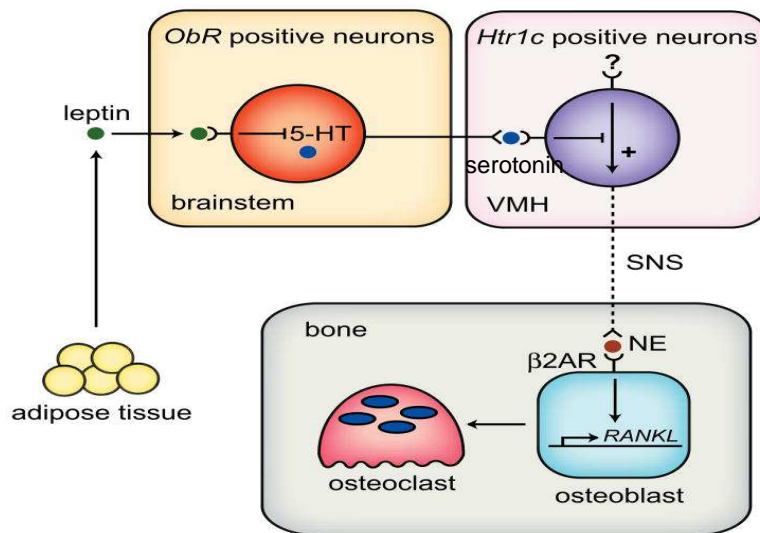 ObR positive neurons
Htr1c positive neurons
?
leptin
5-HT
+
serotonin
brainstem
VMH
SNS
bone
NE
β2AR
RANKL
adipose tissue
osteoclast
osteoblast